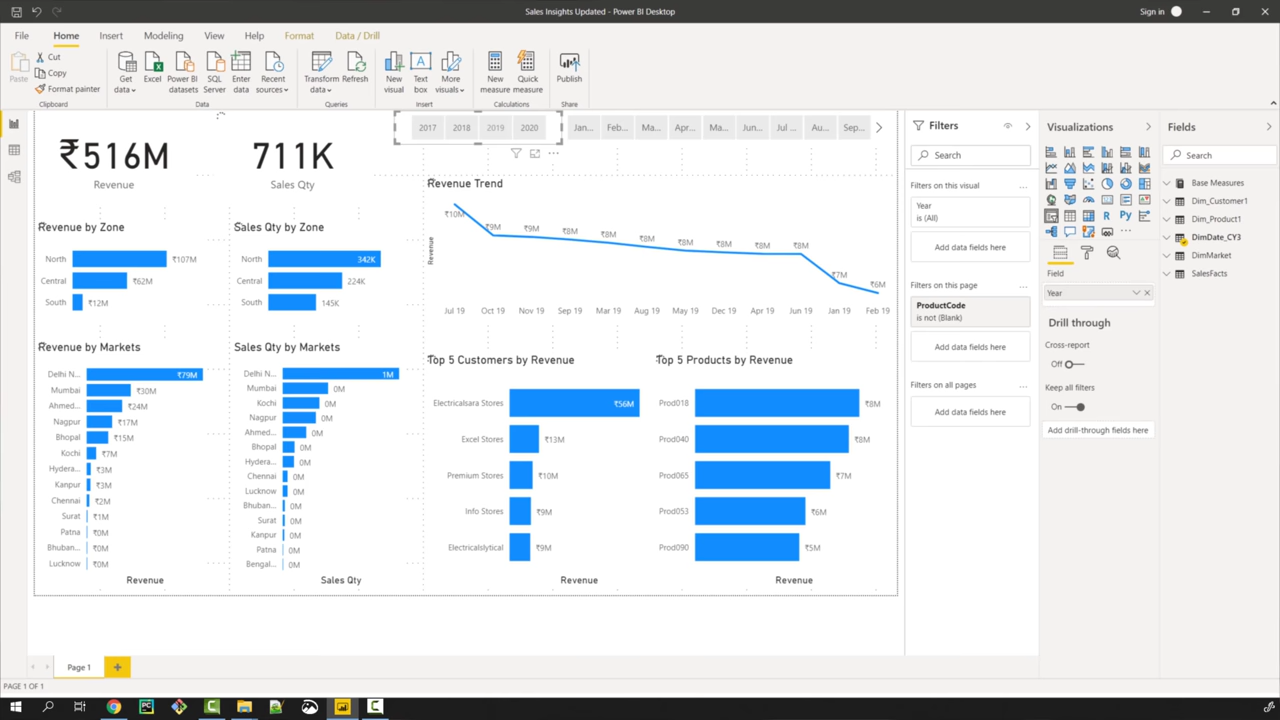 Sales Insights Updated - Power BI Desktop
Sign in
File
Home
Insert
Modeling
View
Help
Format
Data / Drill
Paste
Cut
Copy
Format painter
Clipboard
Get data
Excel
Power BI datasets
SQL Server
Enter data
Recent sources
Data
Transform data
Refresh
Queries
New visual
Text box
More visuals
Insert
New measure
Quick measure
Calculations
Publish
Share
2017
2018
2019
2020
Jan...
Feb...
Ma...
Apr...
Ma...
Jun...
Jul ...
Au...
Sep...
₹516M
Revenue
711K
Sales Qty
Revenue by Zone
North ₹107M
Central ₹62M
South ₹12M
Sales Qty by Zone
North 342K
Central 224K
South 145K
Revenue Trend
Revenue
₹10M
₹9M
₹9M
₹8M
₹8M
₹8M
₹8M
₹8M
₹8M
₹8M
₹7M
₹6M
Jul 19
Oct 19
Nov 19
Sep 19
Mar 19
Aug 19
May 19
Dec 19
Apr 19
Jun 19
Jan 19
Feb 19
Revenue by Markets
Delhi N... ₹79M
Mumbai ₹30M
Ahmed... ₹24M
Nagpur ₹17M
Bhopal ₹15M
Kochi ₹7M
Hydera... ₹3M
Kanpur ₹3M
Chennai ₹2M
Surat ₹1M
Patna ₹0M
Bhuban... ₹0M
Lucknow ₹0M
Revenue
Sales Qty by Markets
Delhi N... 1M
Mumbai 0M
Kochi 0M
Nagpur 0M
Ahmed... 0M
Bhopal 0M
Hydera... 0M
Chennai 0M
Lucknow 0M
Bhuban... 0M
Surat 0M
Kanpur 0M
Patna 0M
Bengal... 0M
Sales Qty
Top 5 Customers by Revenue
Electricalsara Stores ₹56M
Excel Stores ₹13M
Premium Stores ₹10M
Info Stores ₹9M
Electricalslytical ₹9M
Revenue
Top 5 Products by Revenue
Prod018 ₹8M
Prod040 ₹8M
Prod065 ₹7M
Prod053 ₹6M
Prod090 ₹5M
Revenue
Filters
Search
Filters on this visual ...
Year
is (All)
Add data fields here
Filters on this page ...
ProductCode
is not (Blank)
Add data fields here
Filters on all pages ...
Add data fields here
Visualizations
R
Py
...
Field
Year
Drill through
Cross-report
Off
Keep all filters
On
Add drill-through fields here
Fields
Search
Base Measures
Dim_Customer1
Dim_Product1
DimDate_CY3
DimMarket
SalesFacts
Page 1
PAGE 1 OF 1